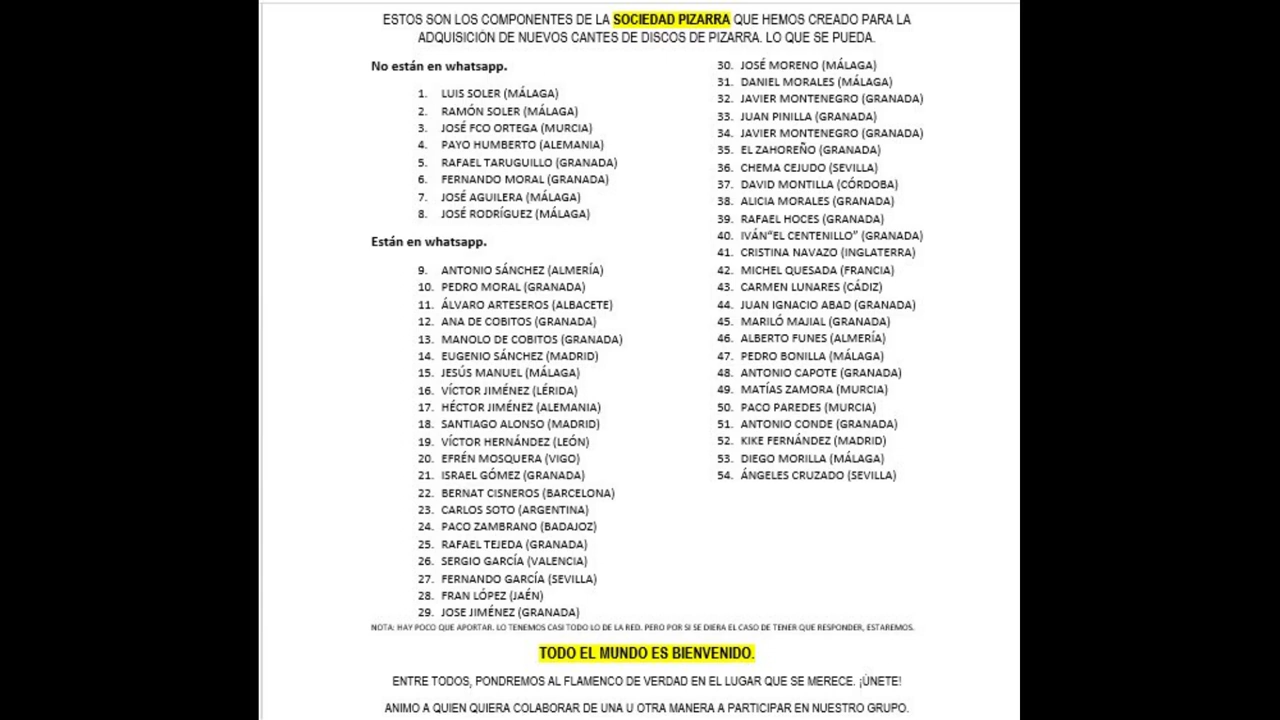 ESTOS SON LOS COMPONENTES DE LA SOCIEDAD PIZARRA QUE HEMOS CREADO PARA LA
ADQUISICIÓN DE NUEVOS CANTES DE DISCOS DE PIZARRA. LO QUE SE PUEDA.
No están en whatsapp.
1. LUIS SOLER (MÁLAGA)
2. RAMÓN SOLER (MÁLAGA)
3. JOSÉ FCO ORTEGA (MURCIA)
4. PAYO HUMBERTO (ALEMANIA)
5. RAFAEL TARUGUILLO (GRANADA)
6. FERNANDO MORAL (GRANADA)
7. JOSÉ AGUILERA (MÁLAGA)
8. JOSÉ RODRÍGUEZ (MÁLAGA)
Están en whatsapp.
9. ANTONIO SÁNCHEZ (ALMERÍA)
10. PEDRO MORAL (GRANADA)
11. ÁLVARO ARTESEROS (ALBACETE)
12. ANA DE COBITOS (GRANADA)
13. MANOLO DE COBITOS (GRANADA)
14. EUGENIO SÁNCHEZ (MADRID)
15. JESÚS MANUEL (MÁLAGA)
16. VÍCTOR JIMÉNEZ (LÉRIDA)
17. HÉCTOR JIMÉNEZ (ALEMANIA)
18. SANTIAGO ALONSO (MADRID)
19. VÍCTOR HERNÁNDEZ (LEÓN)
20. EFRÉN MOSQUERA (VIGO)
21. ISRAEL GÓMEZ (GRANADA)
22. BERNAT CISNEROS (BARCELONA)
23. CARLOS SOTO (ARGENTINA)
24. PACO ZAMBRANO (BADAJOZ)
25. RAFAEL TEJEDA (GRANADA)
26. SERGIO GARCÍA (VALENCIA)
27. FERNANDO GARCÍA (SEVILLA)
28. FRAN LÓPEZ (JAÉN)
29. JOSE JIMÉNEZ (GRANADA)
30. JOSÉ MORENO (MÁLAGA)
31. DANIEL MORALES (MÁLAGA)
32. JAVIER MONTENEGRO (GRANADA)
33. JUAN PINILLA (GRANADA)
34. JAVIER MONTENEGRO (GRANADA)
35. EL ZAHOREÑO (GRANADA)
36. CHEMA CEJUDO (SEVILLA)
37. DAVID MONTILLA (CÓRDOBA)
38. ALICIA MORALES (GRANADA)
39. RAFAEL HOCES (GRANADA)
40. IVÁN“EL CENTENILLO” (GRANADA)
41. CRISTINA NAVAZO (INGLATERRA)
42. MICHEL QUESADA (FRANCIA)
43. CARMEN LUNARES (CÁDIZ)
44. JUAN IGNACIO ABAD (GRANADA)
45. MARILÓ MAJIAL (GRANADA)
46. ALBERTO FUNES (ALMERÍA)
47. PEDRO BONILLA (MÁLAGA)
48. ANTONIO CAPOTE (GRANADA)
49. MATÍAS ZAMORA (MURCIA)
50. PACO PAREDES (MURCIA)
51. ANTONIO CONDE (GRANADA)
52. KIKE FERNÁNDEZ (MADRID)
53. DIEGO MORILLA (MÁLAGA)
54. ÁNGELES CRUZADO (SEVILLA)
NOTA: HAY POCO QUE APORTAR. LO TENEMOS CASI TODO LO DE LA RED. PERO POR SI SE DIERA EL CASO DE TENER QUE RESPONDER, ESTAREMOS.
TODO EL MUNDO ES BIENVENIDO.
ENTRE TODOS, PONDREMOS AL FLAMENCO DE VERDAD EN EL LUGAR QUE SE MERECE. ¡ÚNETE!
ANIMO A QUIEN QUIERA COLABORAR DE UNA U OTRA MANERA A PARTICIPAR EN NUESTRO GRUPO.